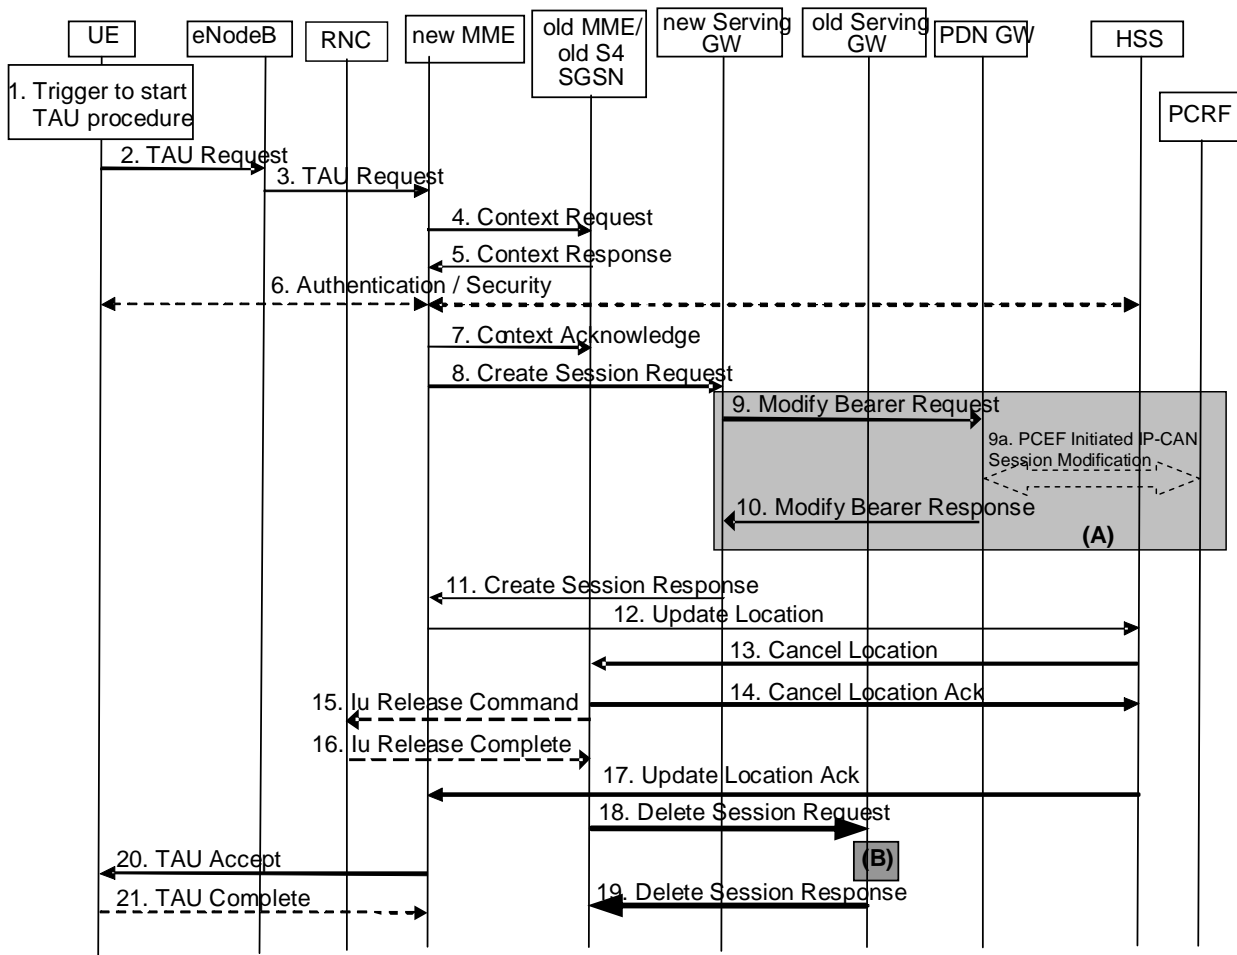 UE
eNodeB
RNC
new MME
old MME/
old S4
SGSN
new Serving
GW
old Serving
GW
PDN GW
HSS
PCRF
1. Trigger to start
TAU procedure
2. TAU Request
3. TAU Request
4. Context Request
5. Context Response
6. Authentication / Security
7. Context Acknowledge
8. Create Session Request
9. Modify Bearer Request
9a. PCEF Initiated IP-CAN
Session Modification
10. Modify Bearer Response
(A)
11. Create Session Response
12. Update Location
13. Cancel Location
14. Cancel Location Ack
15. Iu Release Command
16. Iu Release Complete
17. Update Location Ack
18. Delete Session Request
(B)
20. TAU Accept
19. Delete Session Response
21. TAU Complete